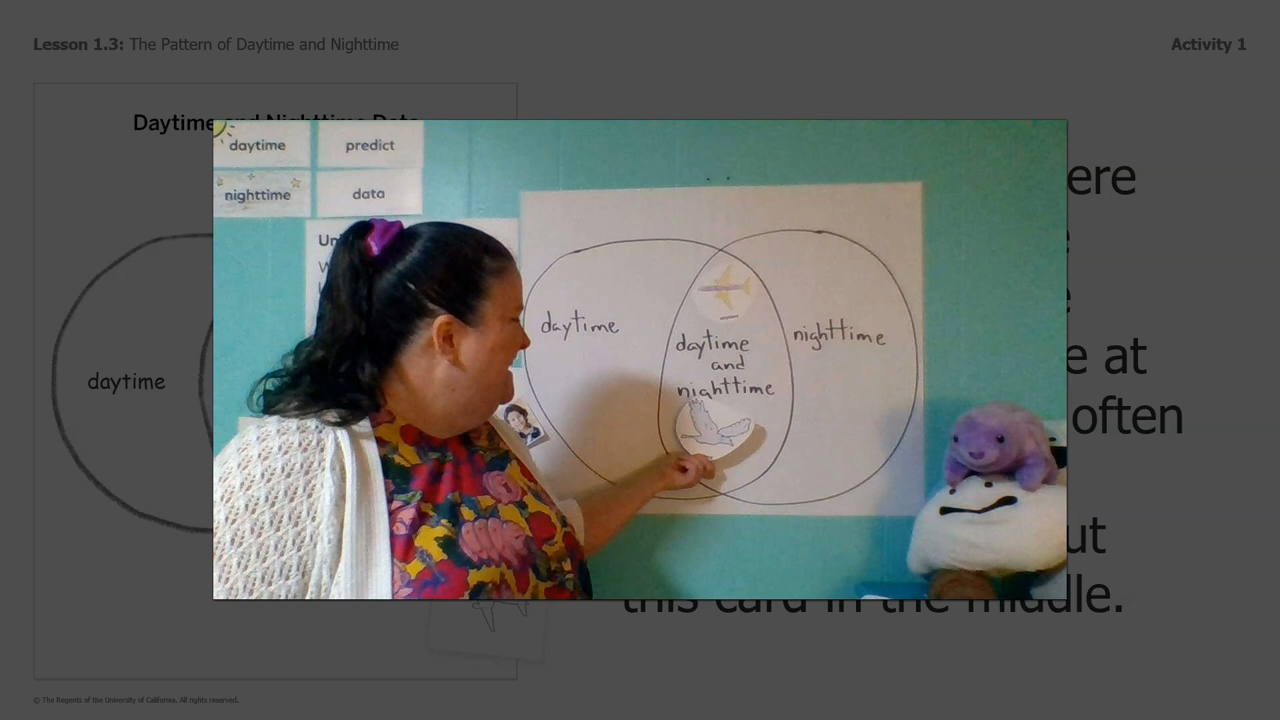 Lesson 1.3: The Pattern of Daytime and Nighttime
Activity 1
Daytime and Nighttime Data
daytime
predict
nighttime
data
daytime
daytime
and
nighttime
nighttime
daytime
at
often
this card in the middle.
© The Regents of the University of California. All rights reserved.